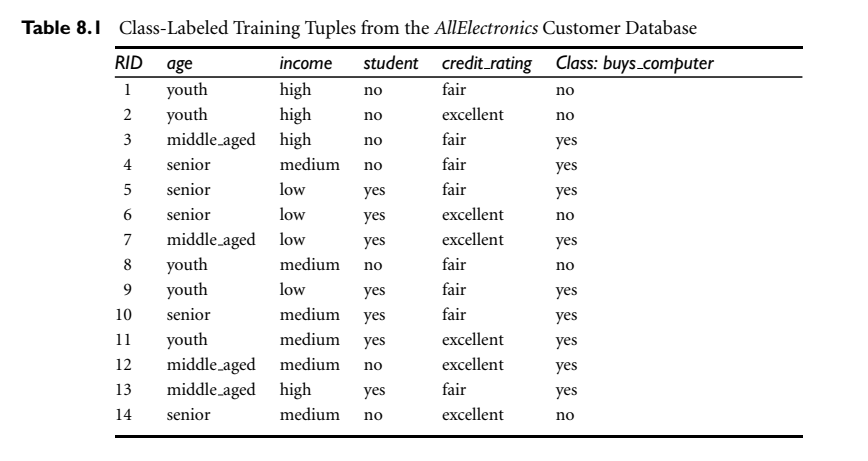 Table 8.1 Class-Labeled Training Tuples from the AllElectronics Customer Database
RID age income student credit_rating Class: buys_computer
1 youth high no fair no
2 youth high no excellent no
3 middle_aged high no fair yes
4 senior medium no fair yes
5 senior low yes fair yes
6 senior low yes excellent no
7 middle_aged low yes excellent yes
8 youth medium no fair no
9 youth low yes fair yes
10 senior medium yes fair yes
11 youth medium yes excellent yes
12 middle_aged medium no excellent yes
13 middle_aged high yes fair yes
14 senior medium no excellent no